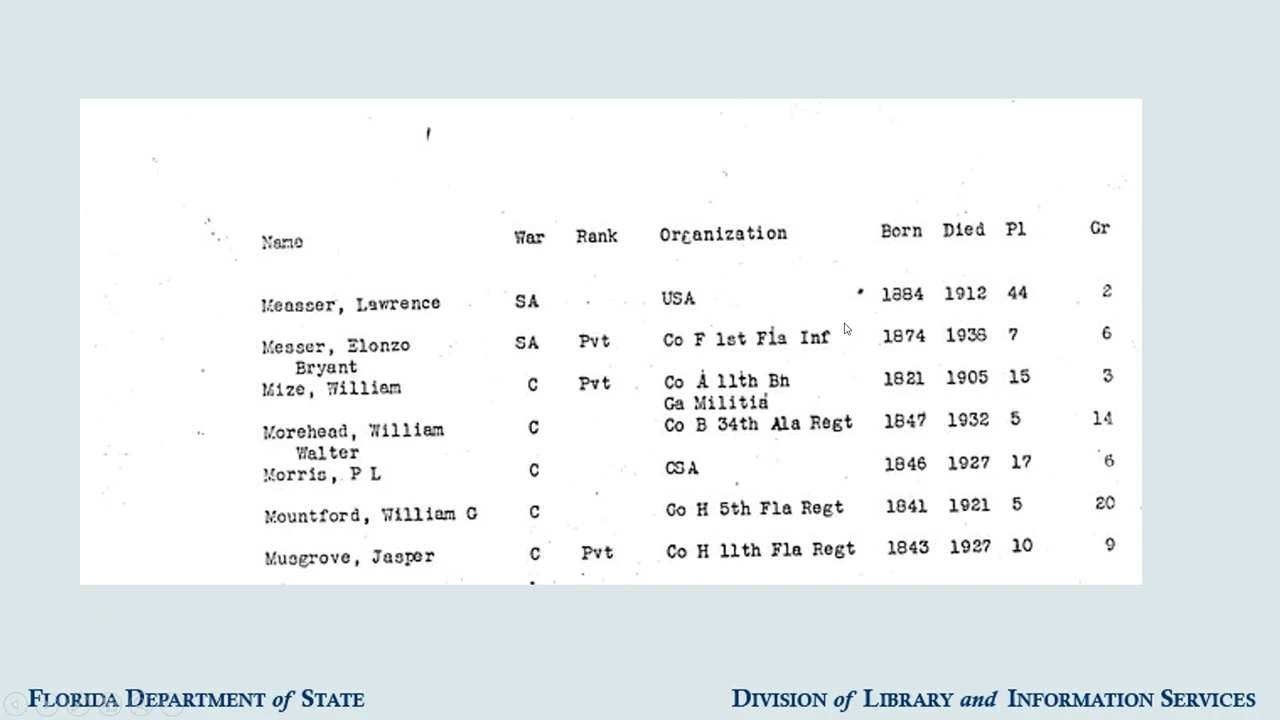 Name War Rank Organization Born Died Pl Gr
Measser, Lawrence SA USA 1884 1912 44 2
Messer, Elonzo SA Pvt Co F 1st Fla Inf 1874 1938 7 6
Bryant
Mize, William C Pvt Co A 11th Bn 1821 1905 15 3
Ga Militia
Morehead, William C Co B 34th Ala Regt 1847 1932 5 14
Walter
Morris, P L C CSA 1846 1927 17 6
Mountford, William G C Co H 5th Fla Regt 1841 1921 5 20
Musgrove, Jasper C Pvt Co H 11th Fla Regt 1843 1927 10 9
FLORIDA DEPARTMENT of STATE DIVISION of LIBRARY and INFORMATION SERVICES